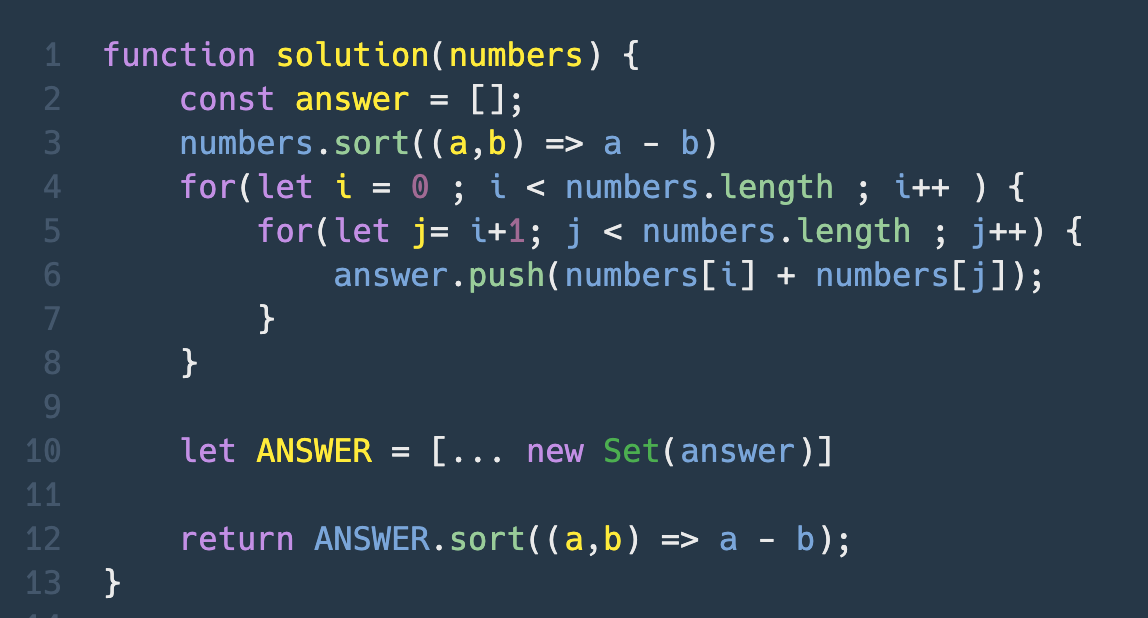 1 function solution(numbers) {
2     const answer = [];
3     numbers.sort((a,b) => a - b)
4     for(let i = 0 ; i < numbers.length ; i++ ) {
5         for(let j= i+1; j < numbers.length ; j++) {
6             answer.push(numbers[i] + numbers[j]);
7         }
8     }
9
10     let ANSWER = [... new Set(answer)]
11
12     return ANSWER.sort((a,b) => a - b);
13 }